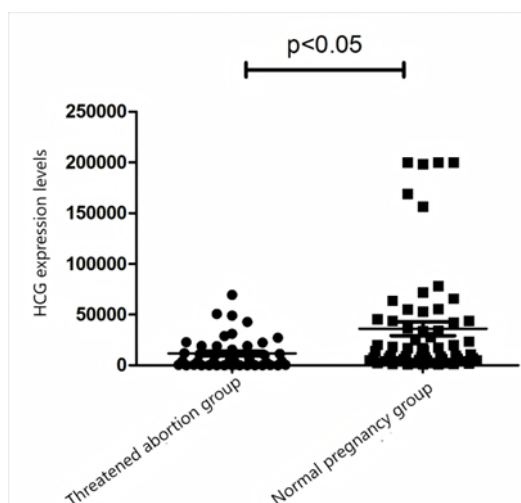 p<0.05
250000
200000
150000
100000
50000
0
HCG expression levels
Threatened abortion group
Normal pregnancy group